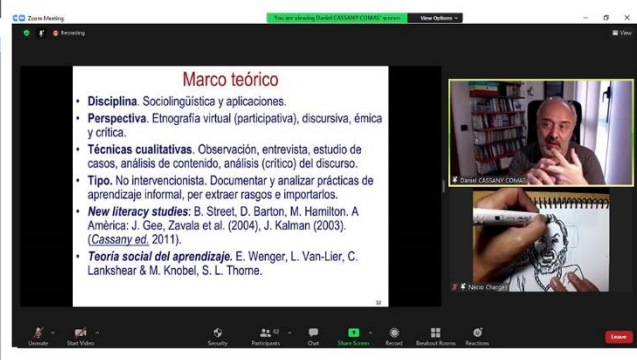 Zoom Meeting
You are viewing Daniel CASSANY COMAS' screen
View Options
Recording
View
Marco teórico
• Disciplina. Sociolingüística y aplicaciones.
• Perspectiva. Etnografía virtual (participativa), discursiva, émica
y crítica.
• Técnicas cualitativas. Observación, entrevista, estudio de
casos, análisis de contenido, análisis (crítico) del discurso.
• Tipo. No intervencionista. Documentar y analizar prácticas de
aprendizaje informal, per extraer rasgos e importarlos.
• New literacy studies: B. Street, D. Barton, M. Hamilton. A
Amèrica: J. Gee, Zavala et al. (2004), J. Kalman (2003).
(Cassany ed. 2011).
• Teoría social del aprendizaje. E. Wenger, L. Van-Lier, C.
Lankshear & M. Knobel, S. L. Thorne.
12
Daniel CASSANY COMAS
Necio Charge
Unmute
Start Video
Security
Participants
62
Chat
Share Screen
Record
Breakout Rooms
Reactions
Leave